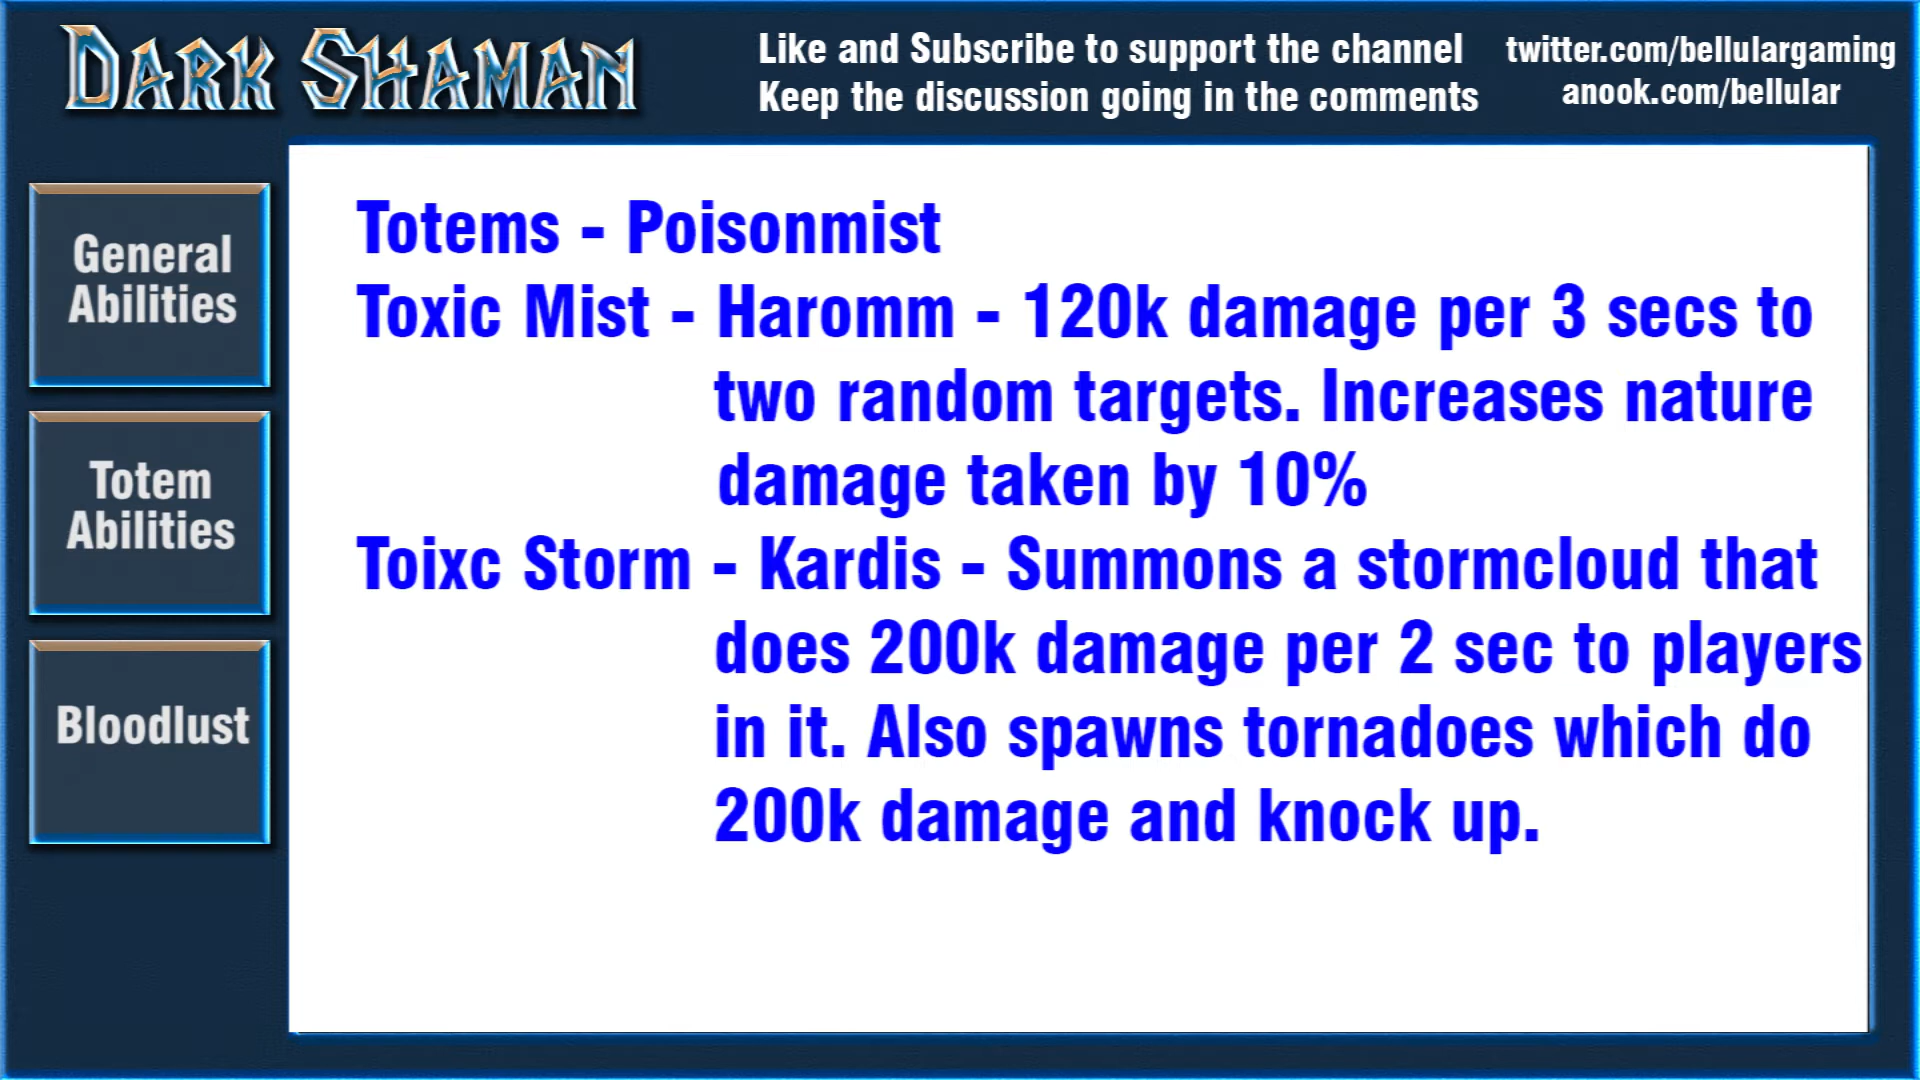 DARK SHAMAN
Like and Subscribe to support the channel
Keep the discussion going in the comments
twitter.com/bellulargaming
anook.com/bellular
General
Abilities
Totem
Abilities
Bloodlust
Totems - Poisonmist
Toxic Mist - Haromm - 120k damage per 3 secs to
two random targets. Increases nature
damage taken by 10%
Toixc Storm - Kardis - Summons a stormcloud that
does 200k damage per 2 sec to players
in it. Also spawns tornadoes which do
200k damage and knock up.